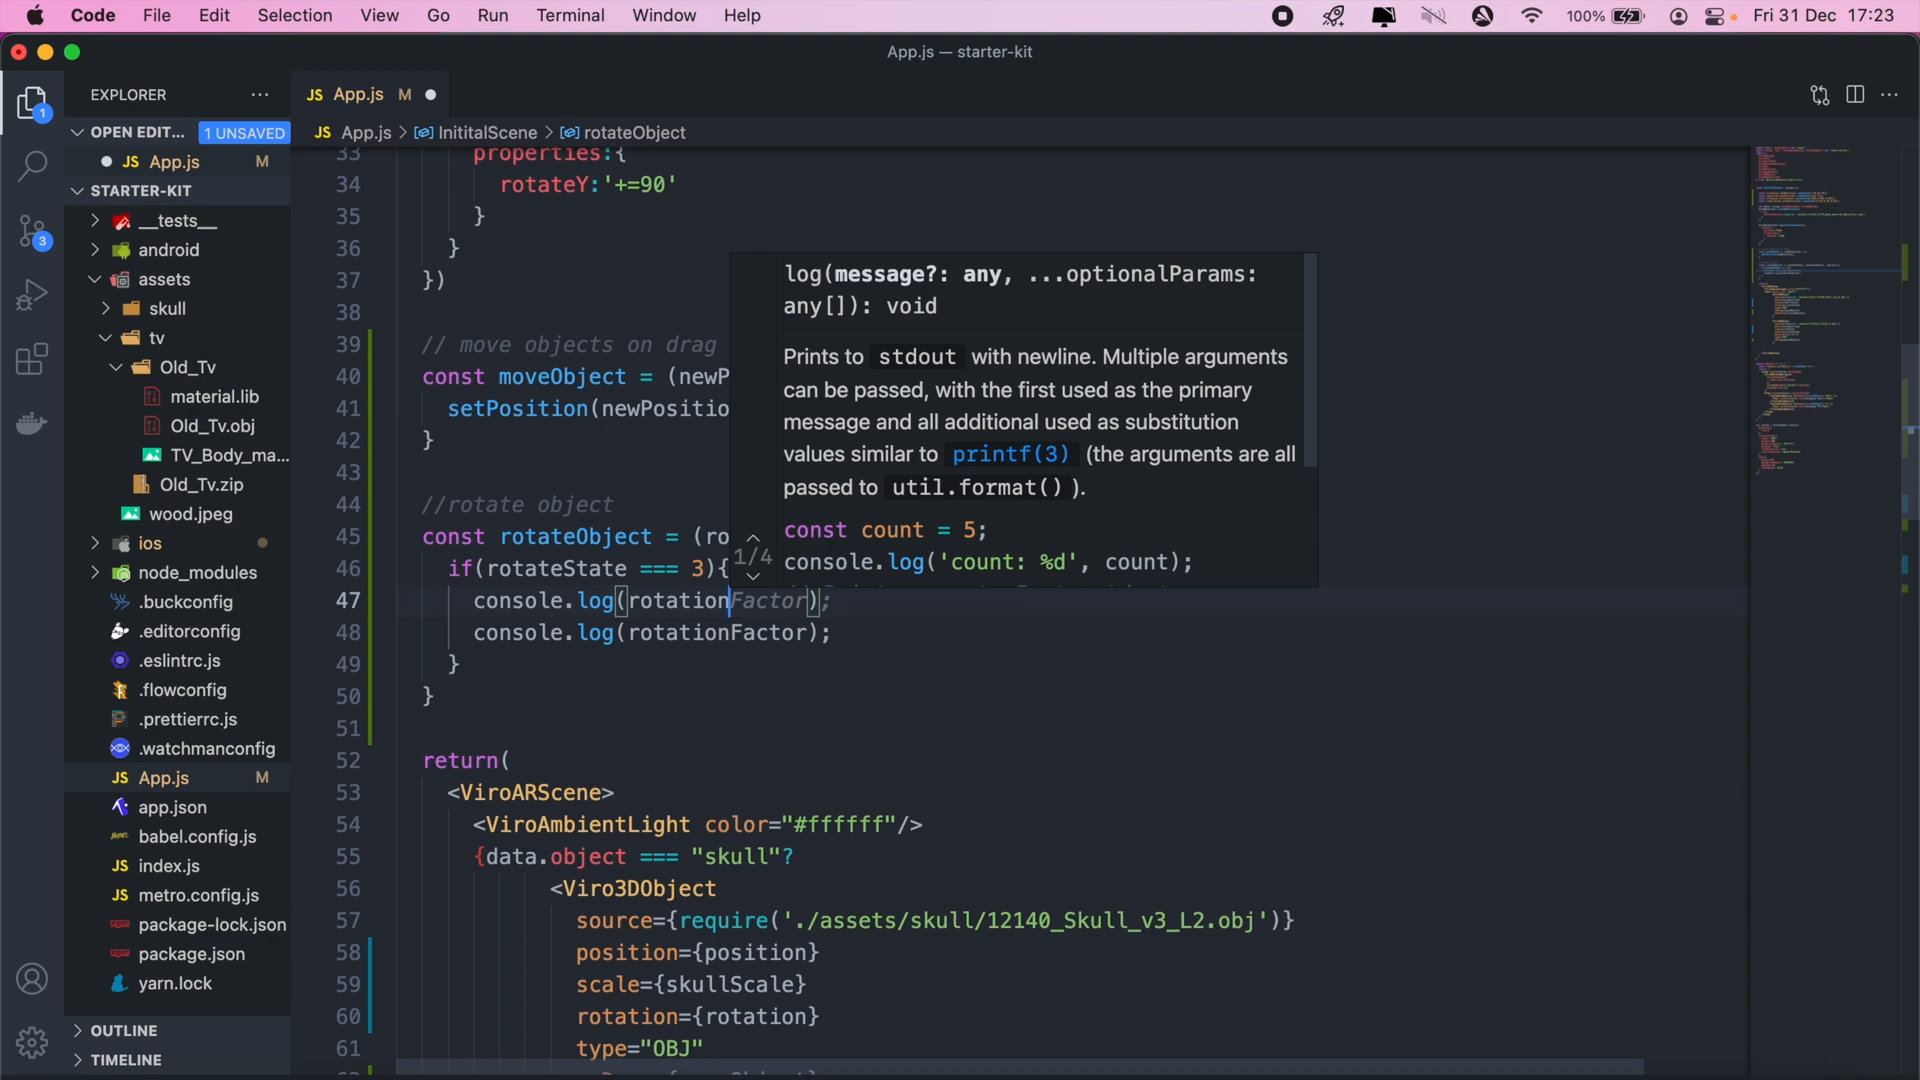 Code File Edit Selection View Go Run Terminal Window Help 100% Fri 31 Dec 17:23
App.js — starter-kit
EXPLORER ··· JS App.js M
OPEN EDIT... 1 UNSAVED JS App.js > InititalScene > rotateObject
JS App.js M
STARTER-KIT
__tests__
android
assets
skull
tv
Old_Tv
material.lib
Old_Tv.obj
TV_Body_ma...
Old_Tv.zip
wood.jpeg
ios
node_modules
.buckconfig
.editorconfig
.eslintrc.js
.flowconfig
.prettierrc.js
.watchmanconfig
JS App.js M
app.json
babel.config.js
JS index.js
JS metro.config.js
package-lock.json
package.json
yarn.lock
OUTLINE
TIMELINE
1
3
33 properties:{
34 rotateY:'+=90'
35 }
36 }
37 })
38
39 // move objects on drag
40 const moveObject = (newP
41 setPosition(newPositio
42 }
43
44 //rotate object
45 const rotateObject = (ro
46 if(rotateState === 3){
47 console.log(rotationFactor);
48 console.log(rotationFactor);
49 }
50 }
51
52 return(
53 <ViroARScene>
54 <ViroAmbientLight color="#ffffff"/>
55 {data.object === "skull"?
56 <Viro3DObject
57 source={require('./assets/skull/12140_Skull_v3_L2.obj')}
58 position={position}
59 scale={skullScale}
60 rotation={rotation}
61 type="OBJ"
log(message?: any, ...optionalParams:
any[]): void
Prints to stdout with newline. Multiple arguments
can be passed, with the first used as the primary
message and all additional used as substitution
values similar to printf(3) (the arguments are all
passed to util.format() ).
const count = 5;
1/4 console.log('count: %d', count);